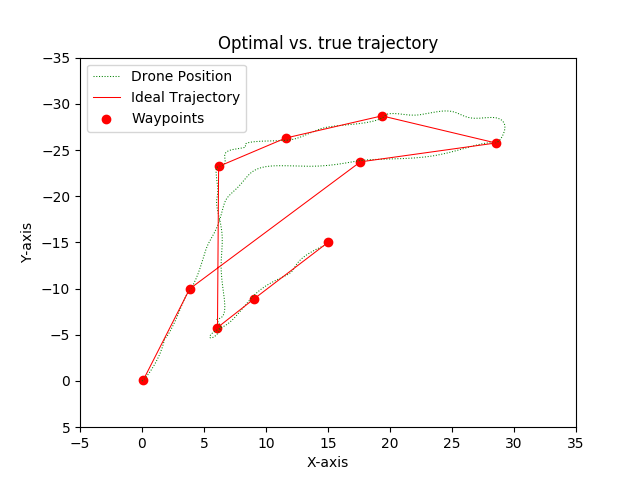 Optimal vs. true trajectory
Drone Position
Ideal Trajectory
Waypoints
−35
−30
−25
−20
−15
−10
−5
0
5
Y-axis
−5 0 5 10 15 20 25 30 35
X-axis